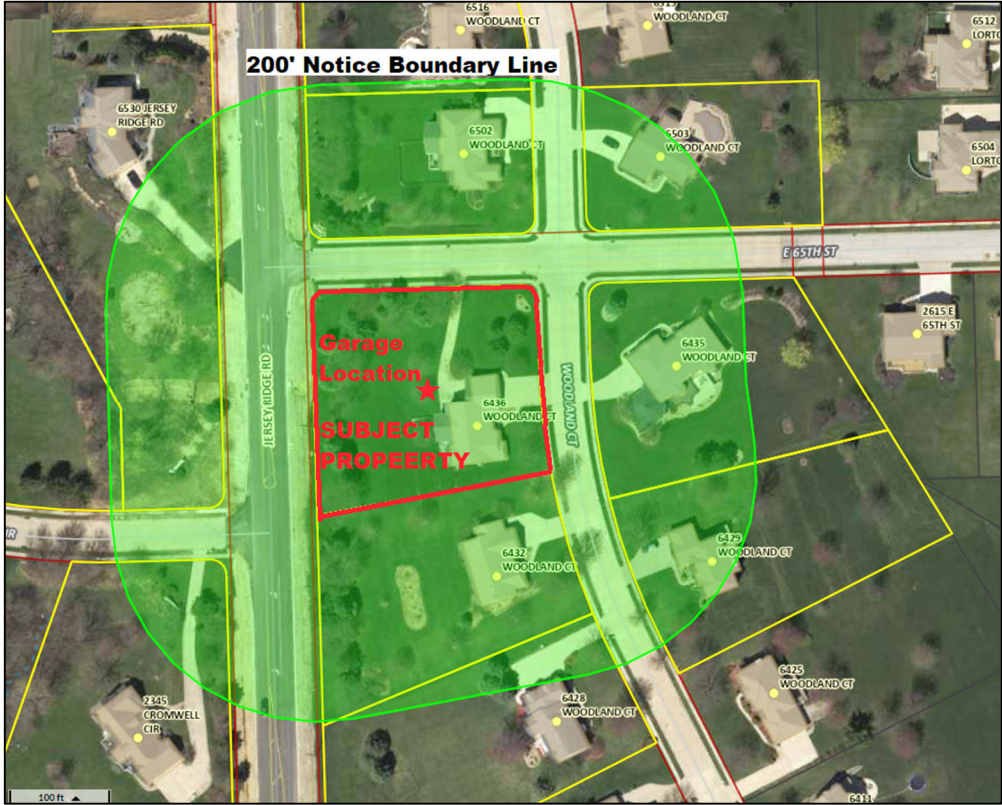 6516
WOODLAND CT
WOODLAND CT
6512
200' Notice Boundary Line
6530 JERSEY
RIDGE RD
6502
WOODLAND CT
6503
WOODLAND CT
6504
E 65TH ST
2615 E
65TH ST
Garage
Location
6435
WOODLAND CT
JERSEY RIDGE RD
WOODLAND CT
6436
WOODLAND CT
SUBJECT
PROPEERTY
6432
WOODLAND CT
6429
WOODLAND CT
6425
WOODLAND CT
6428
WOODLAND CT
2345
CROMWELL
CIR
100 ft